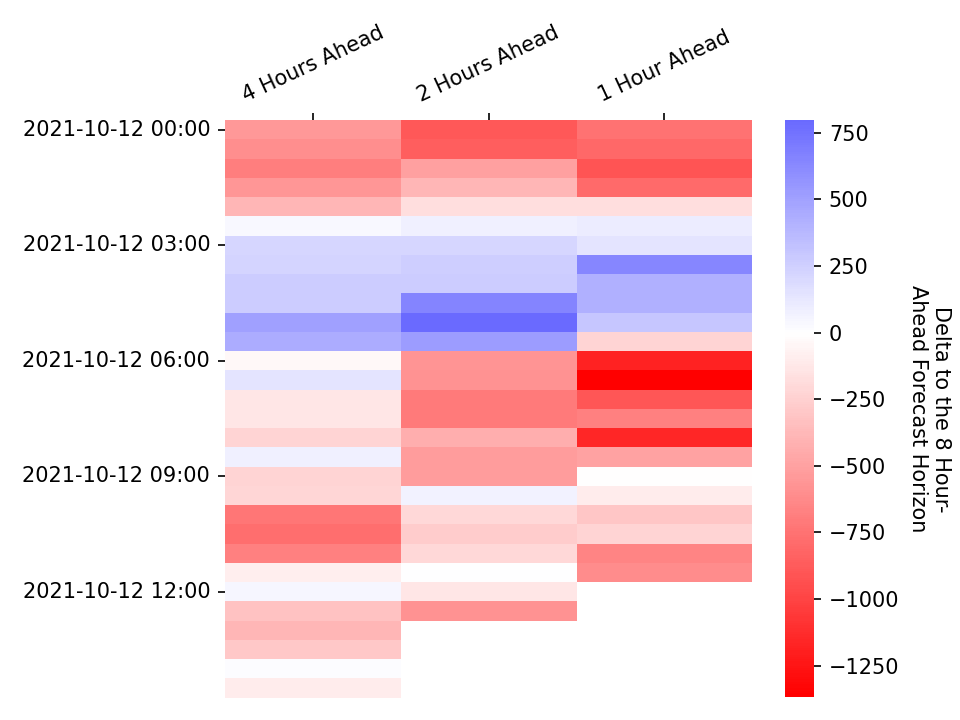 4 Hours Ahead
2 Hours Ahead
1 Hour Ahead
2021-10-12 00:00
2021-10-12 03:00
2021-10-12 06:00
2021-10-12 09:00
2021-10-12 12:00
750
500
250
0
−250
−500
−750
−1000
−1250
Delta to the 8 Hour-
Ahead Forecast Horizon